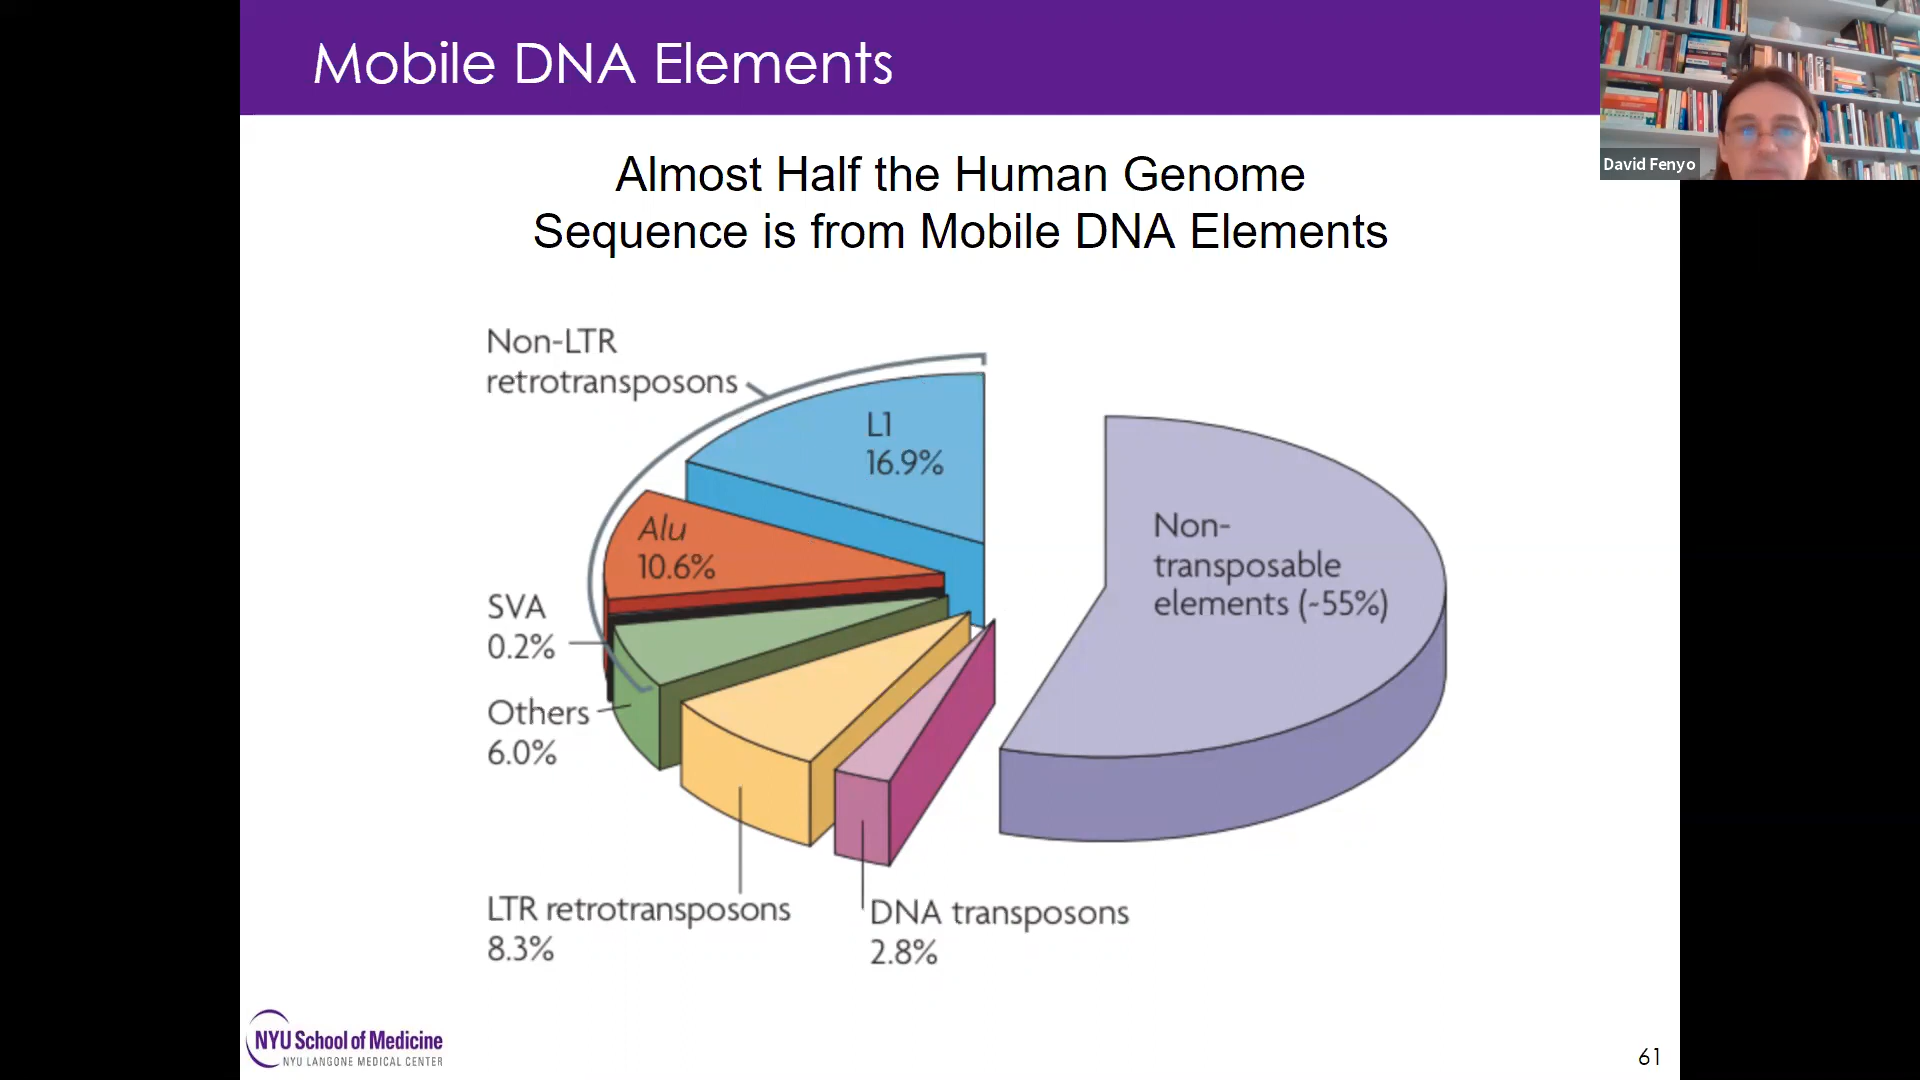 Mobile DNA Elements
David Fenyo
Almost Half the Human Genome
Sequence is from Mobile DNA Elements
Non-LTR
retrotransposons
L1
16.9%
Alu
10.6%
SVA
0.2%
Others
6.0%
LTR retrotransposons
8.3%
DNA transposons
2.8%
Non-
transposable
elements (~55%)
NYU School of Medicine
NYU LANGONE MEDICAL CENTER
61